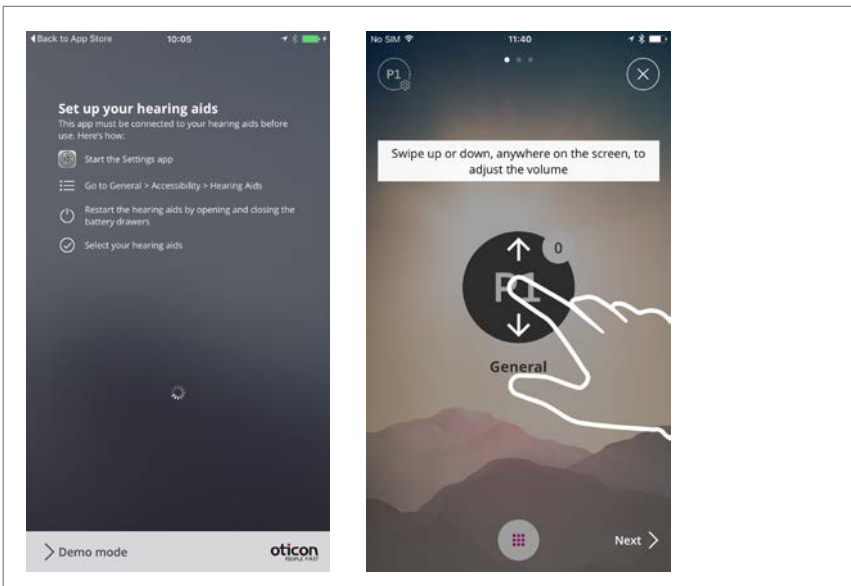 Back to App Store
10:05
Set up your hearing aids
This app must be connected to your hearing aids before
use. Here's how:
Start the Settings app
Go to General > Accessibility > Hearing Aids
Restart the hearing aids by opening and closing the
battery drawers
Select your hearing aids
Demo mode
oticon
PEOPLE FIRST
No SIM
11:40
P1
Swipe up or down, anywhere on the screen, to
adjust the volume
0
P1
General
Next